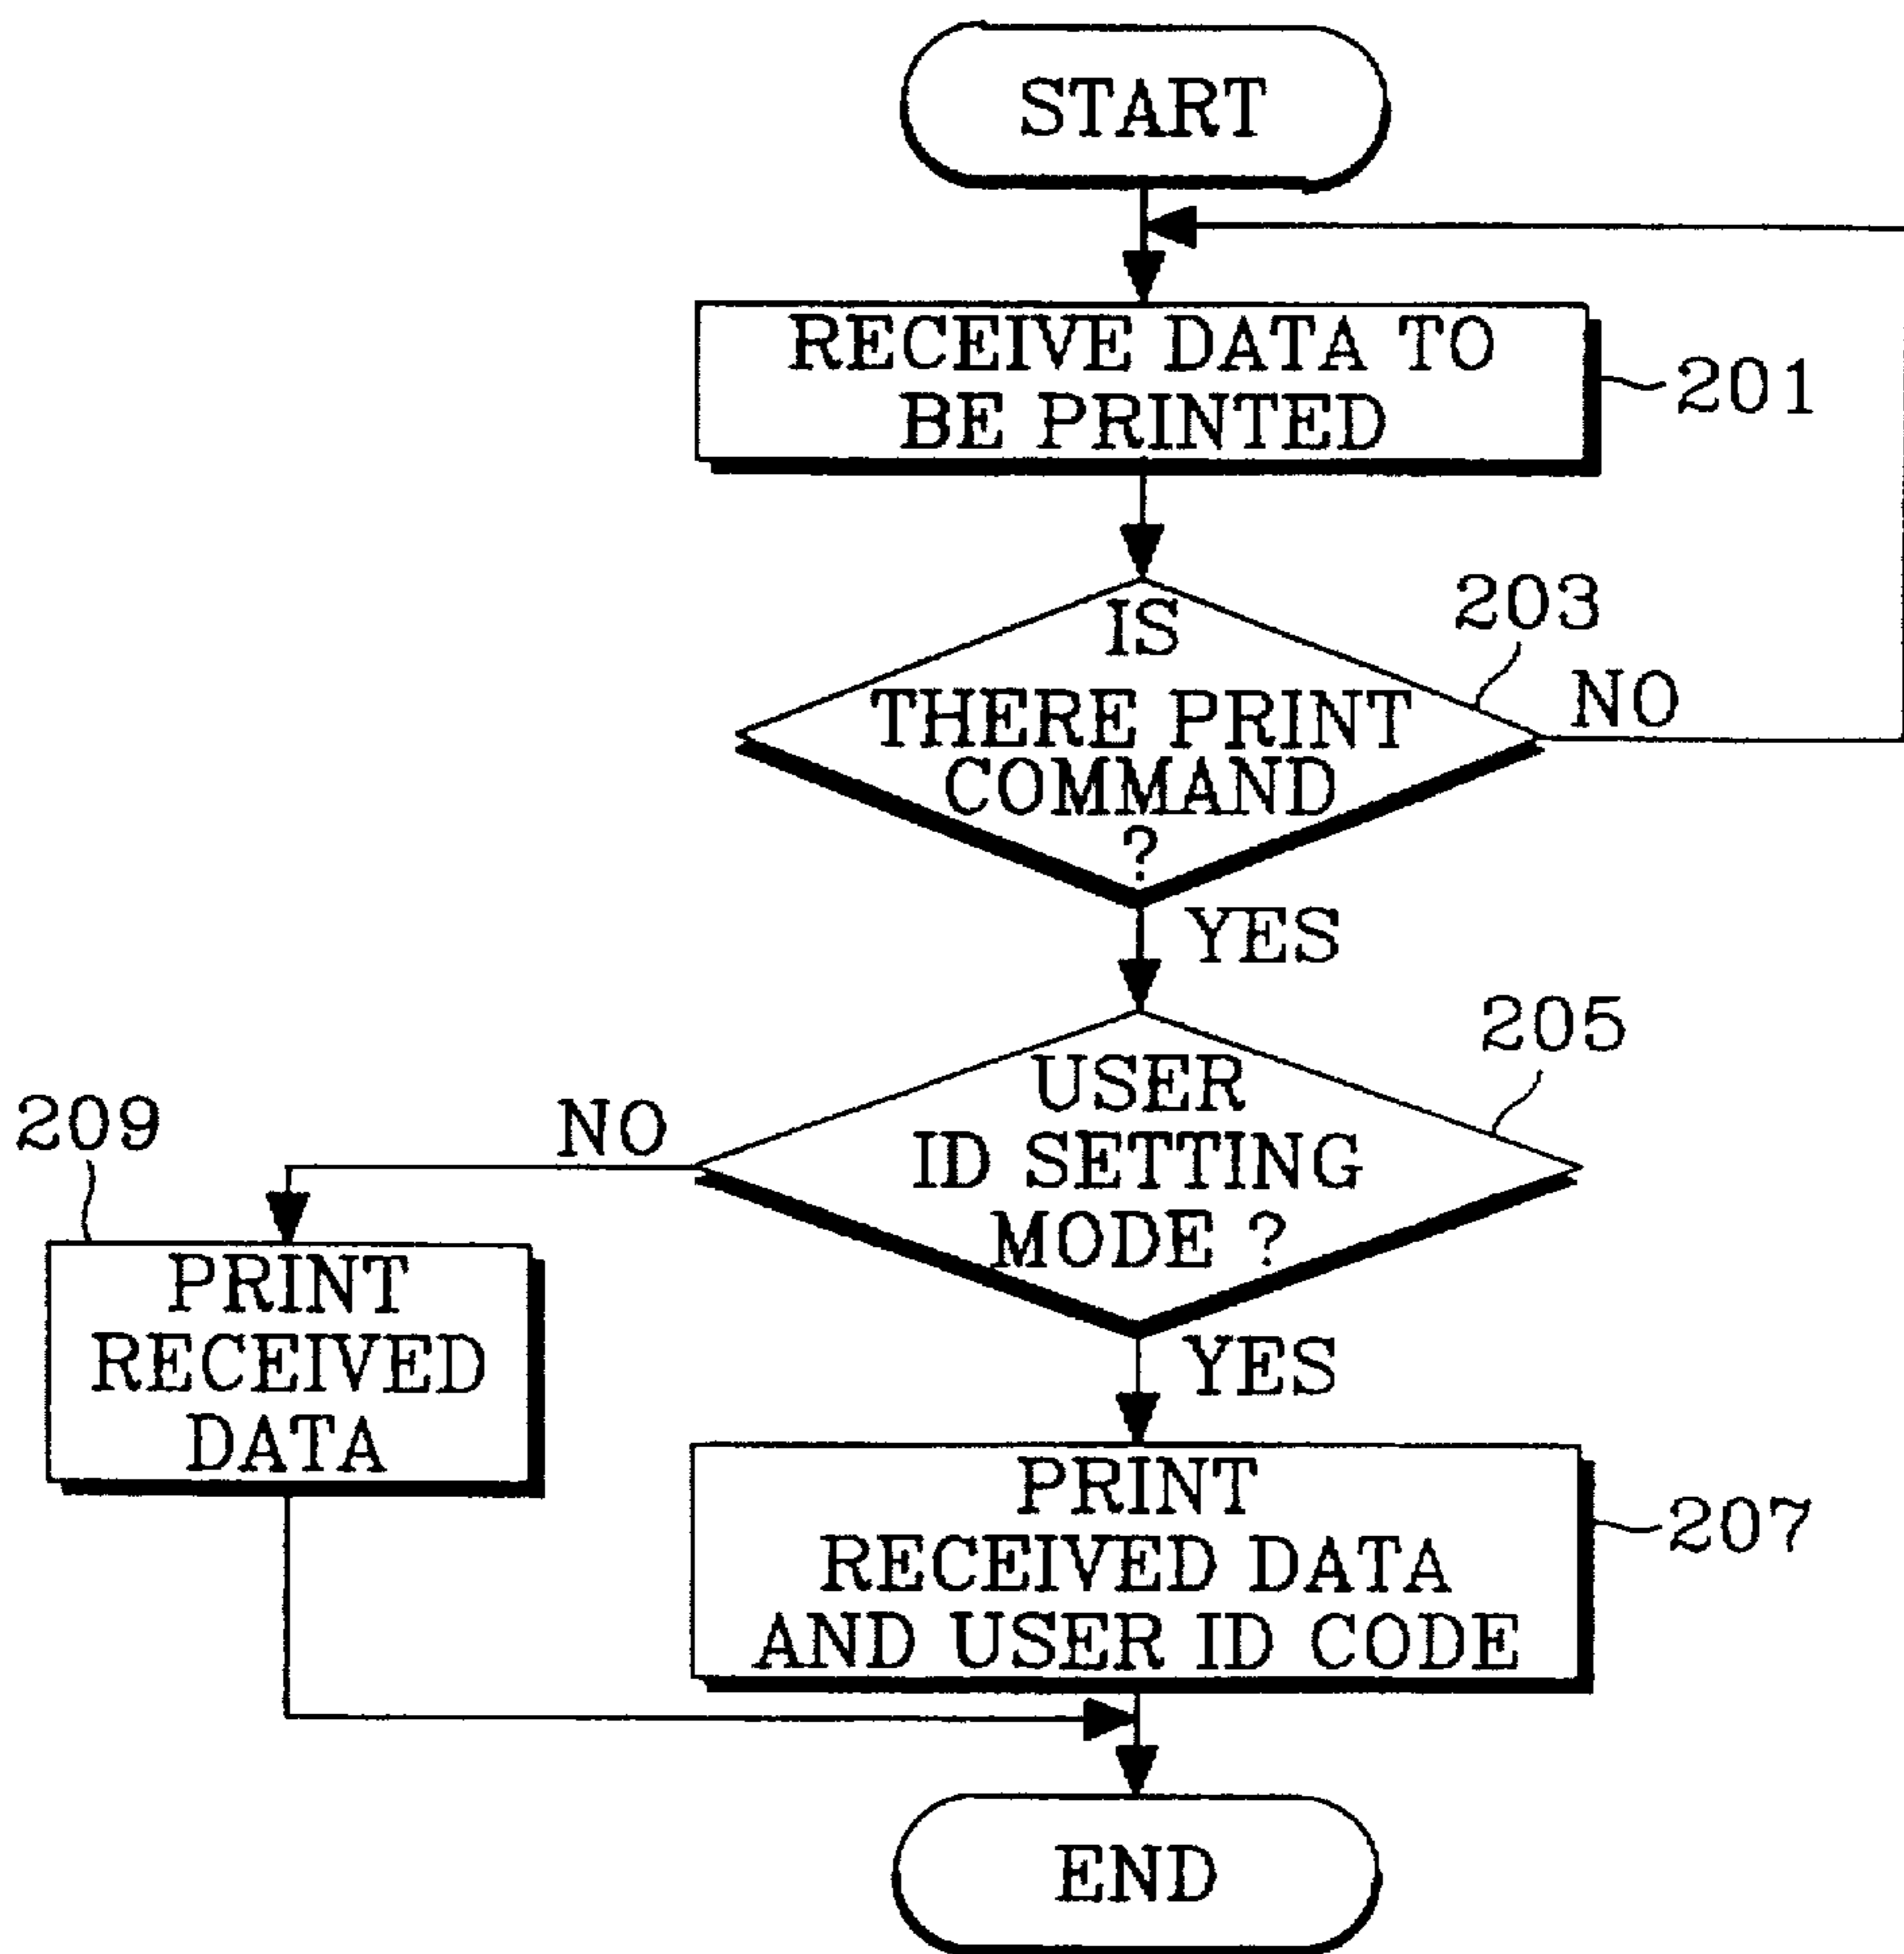 START
RECEIVE DATA TO
BE PRINTED
201
IS
THERE PRINT
COMMAND
?
203
NO
YES
USER
ID SETTING
MODE ?
205
NO
209
PRINT
RECEIVED
DATA
YES
PRINT
RECEIVED DATA
AND USER ID CODE
207
END